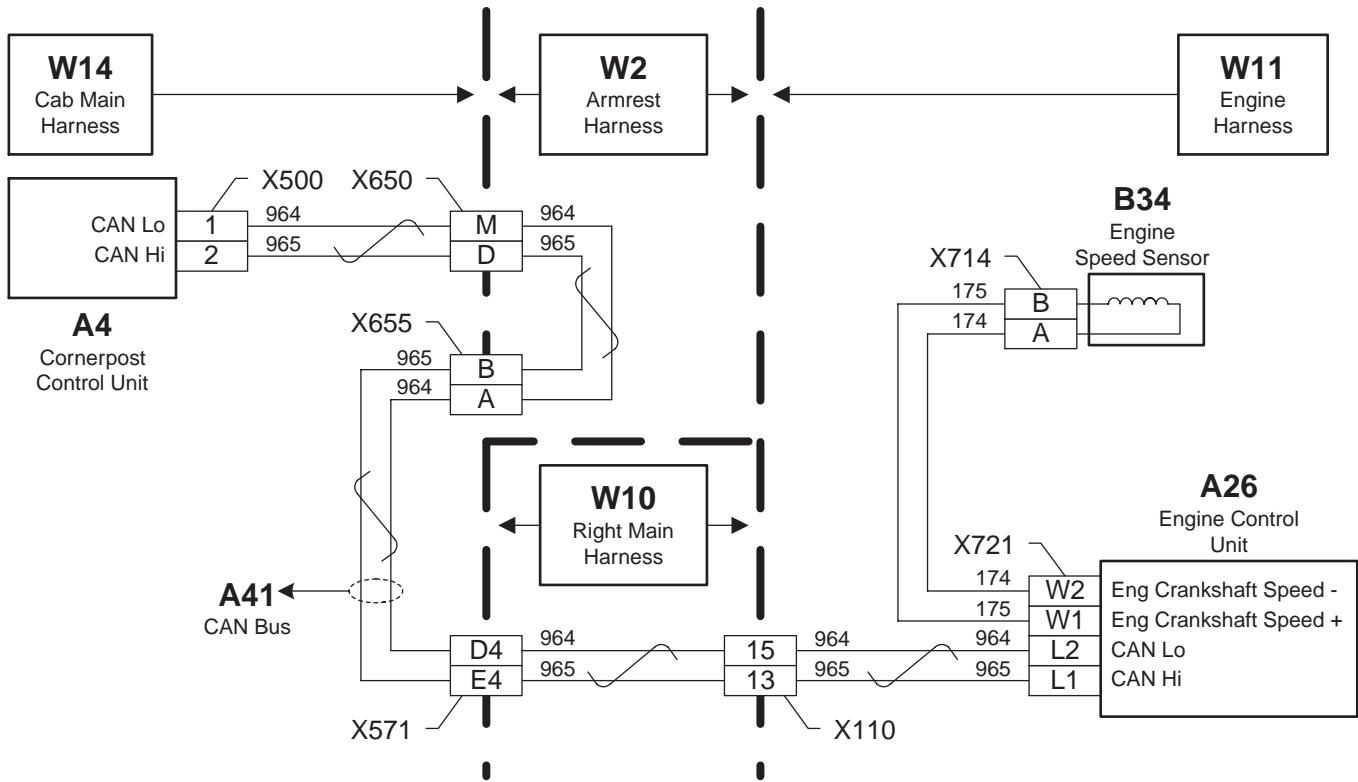 W14
Cab Main
Harness
W2
Armrest
Harness
W11
Engine
Harness
X500
X650
CAN Lo
1
964
M
964
CAN Hi
2
965
D
965
A4
Cornerpost
Control Unit
X655
965
B
964
A
B34
Engine
Speed Sensor
X714
175
B
174
A
W10
Right Main
Harness
A41
CAN Bus
A26
Engine Control
Unit
X721
174
W2
Eng Crankshaft Speed -
175
W1
Eng Crankshaft Speed +
D4
964
15
964
964
L2
CAN Lo
E4
965
13
965
965
L1
CAN Hi
X571
X110